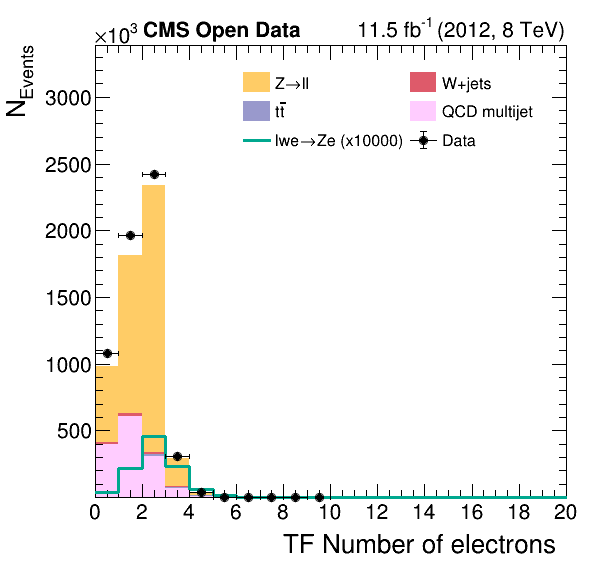 ×10³ CMS Open Data 11.5 fb⁻¹ (2012, 8 TeV)
N_Events
3000
2500
2000
1500
1000
500
Z→ll
W+jets
tt̄
QCD multijet
lwe→Ze (x10000)
Data
0 2 4 6 8 10 12 14 16 18 20
TF Number of electrons